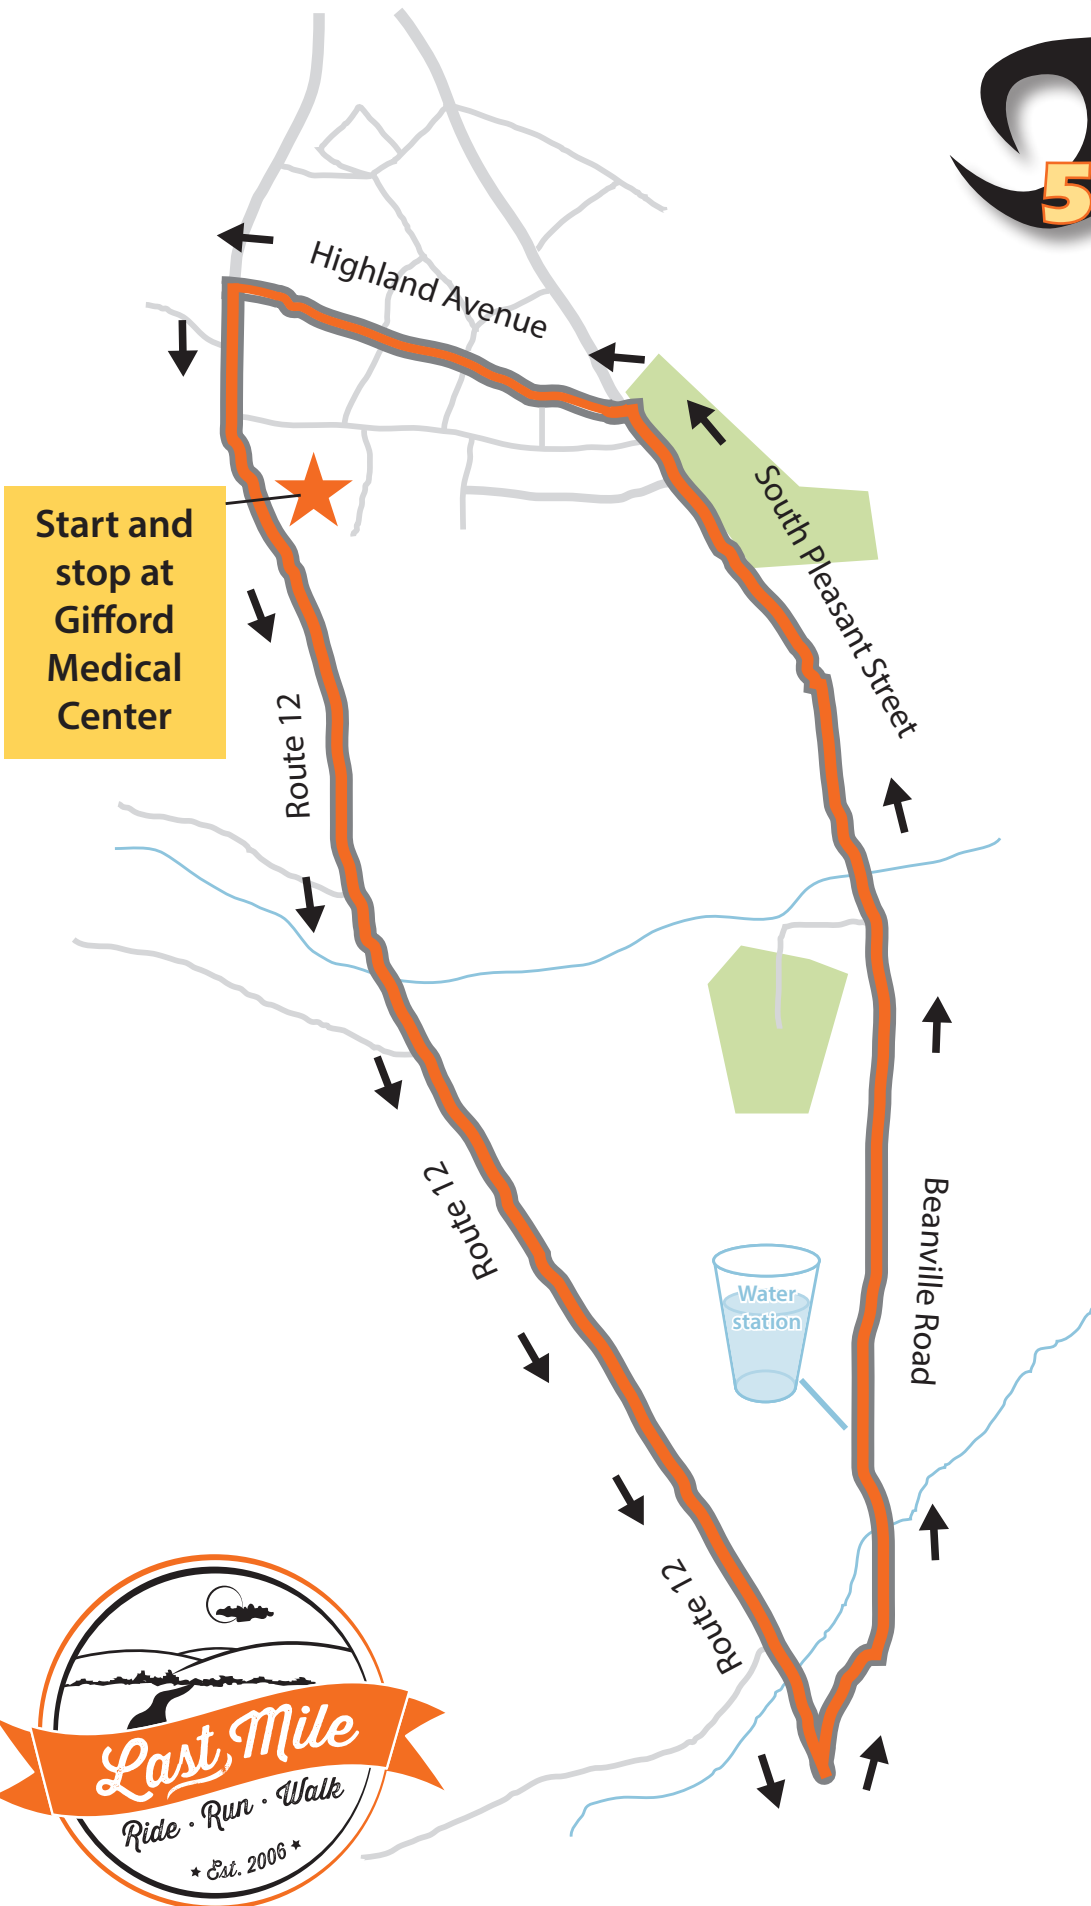 5
Highland Avenue
South Pleasant Street
Start and
stop at
Gifford
Medical
Center
Route 12
Route 12
Beanville Road
Water
station
Route 12
Last Mile
Ride · Run · Walk
★ Est. 2006 ★